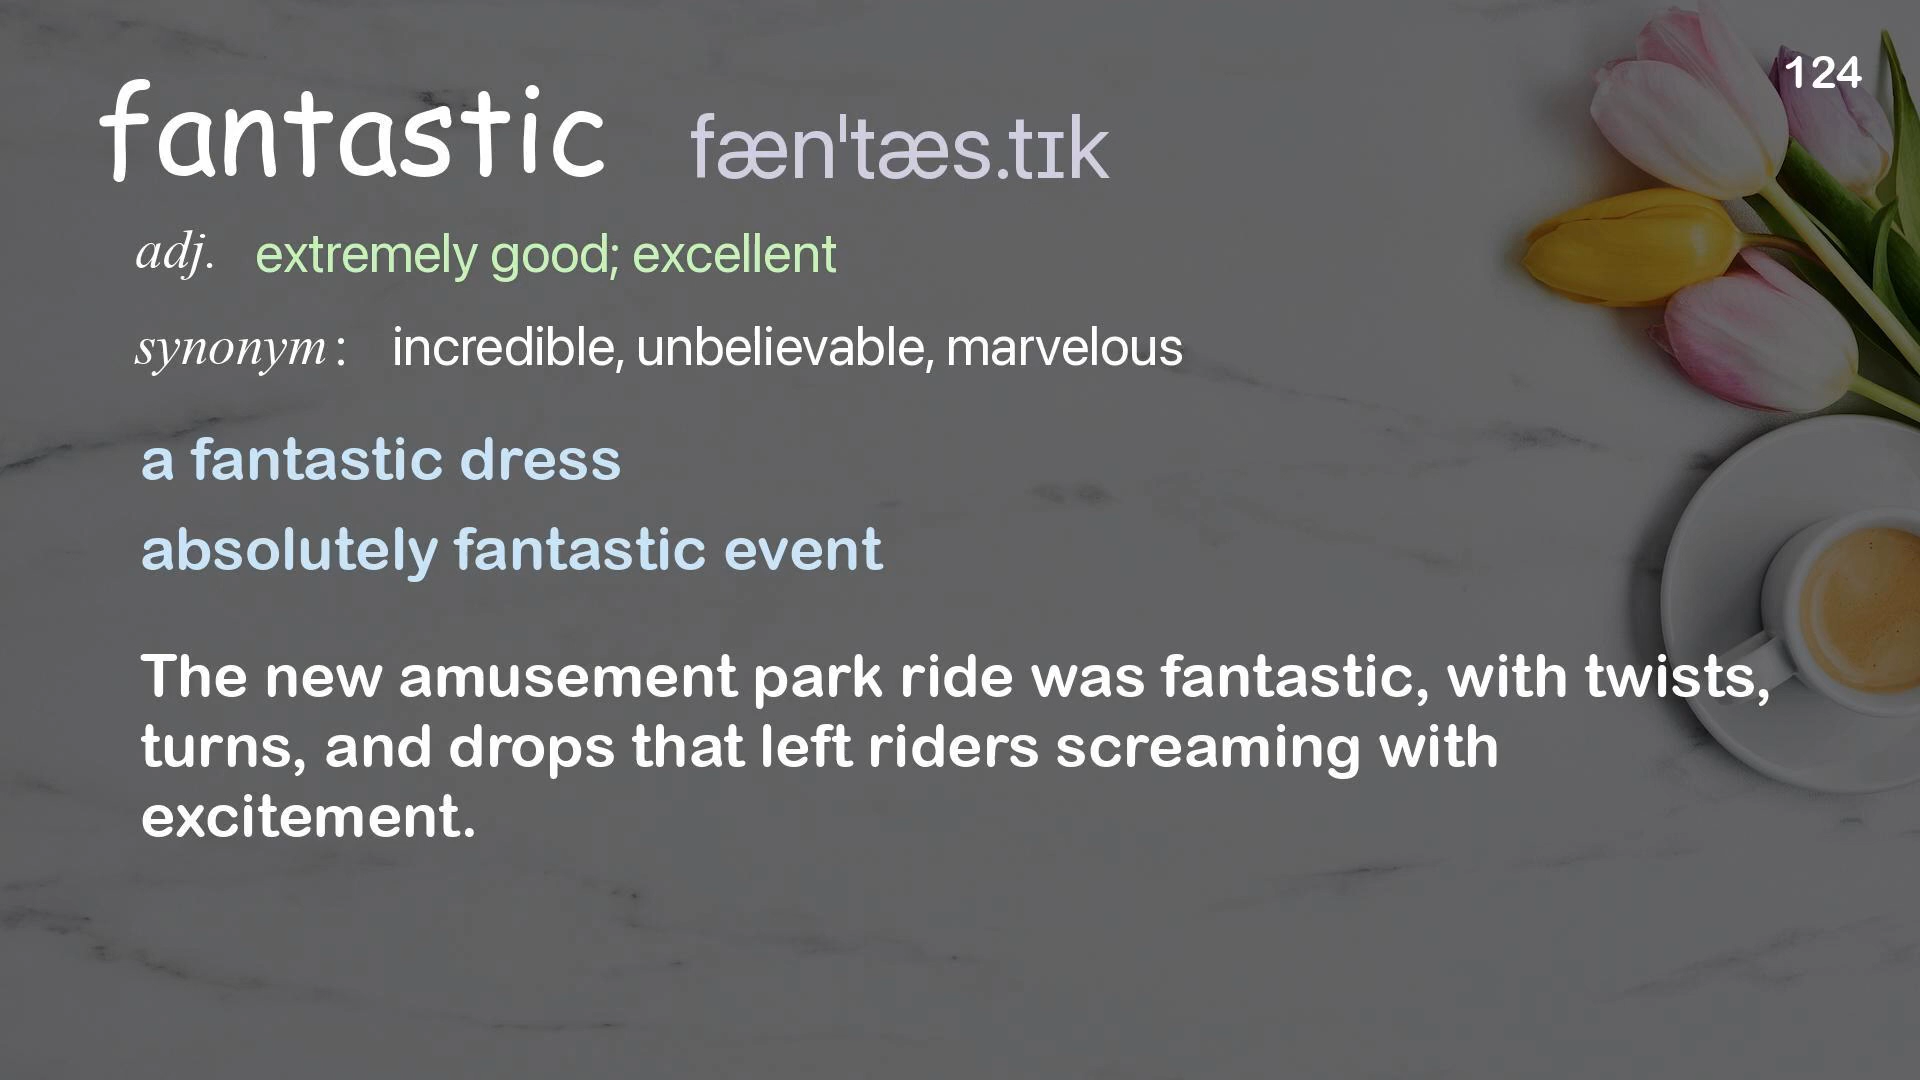 124
fantastic fæn'tæs.tɪk
adj. extremely good; excellent
synonym: incredible, unbelievable, marvelous
a fantastic dress
absolutely fantastic event
The new amusement park ride was fantastic, with twists,
turns, and drops that left riders screaming with
excitement.